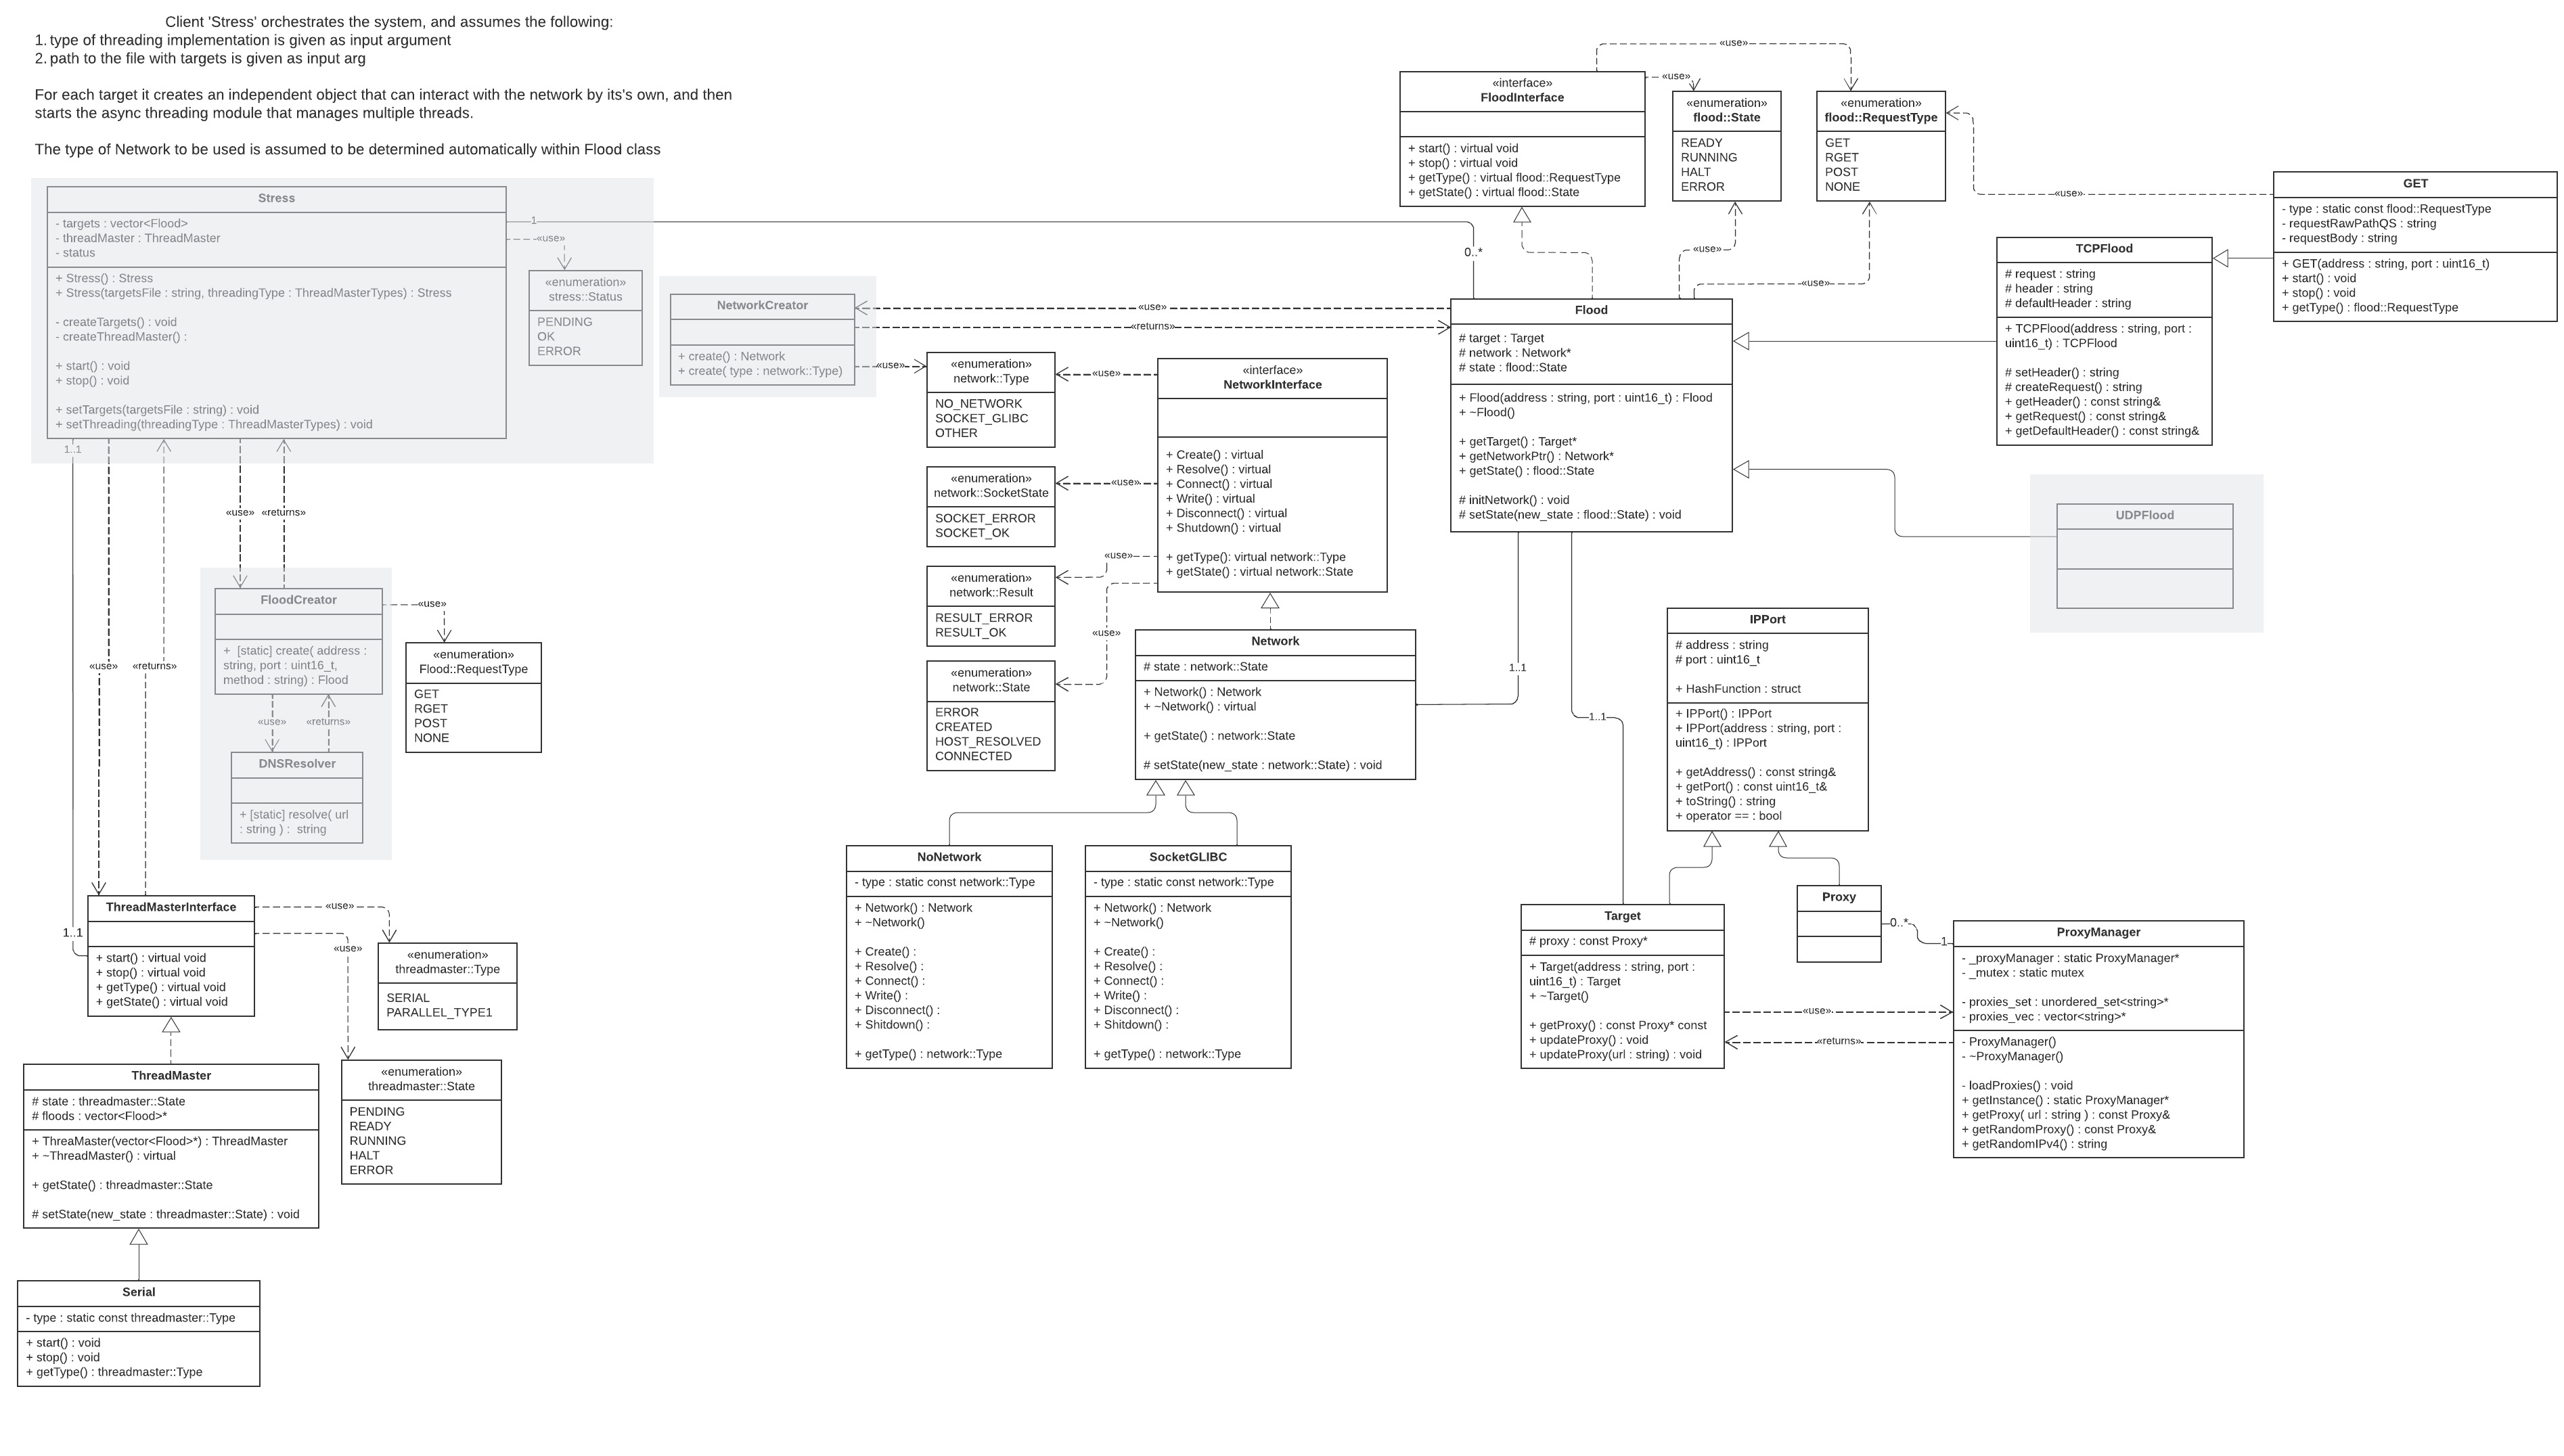 Client 'Stress' orchestrates the system, and assumes the following:
1. type of threading implementation is given as input argument
2. path to the file with targets is given as input arg
For each target it creates an independent object that can interact with the network by its's own, and then
starts the async threading module that manages multiple threads.
The type of Network to be used is assumed to be determined automatically within Flood class
Stress
- targets : vector<Flood>
- threadMaster : ThreadMaster
- status
+ Stress() : Stress
+ Stress(targetsFile : string, threadingType : ThreadMasterTypes) : Stress
- createTargets() : void
- createThreadMaster() :
+ start() : void
+ stop() : void
+ setTargets(targetsFile : string) : void
+ setThreading(threadingType : ThreadMasterTypes) : void
1
«use»
«enumeration»
stress::Status
PENDING
OK
ERROR
1..1
«use»
«returns»
«use»
«returns»
FloodCreator
+ [static] create( address :
string, port : uint16_t,
method : string) : Flood
«use»
«enumeration»
Flood::RequestType
GET
RGET
POST
NONE
«use»
«returns»
DNSResolver
+ [static] resolve( url
: string ) : string
1..1
ThreadMasterInterface
+ start() : virtual void
+ stop() : virtual void
+ getType() : virtual void
+ getState() : virtual void
«use»
«use»
«enumeration»
threadmaster::Type
SERIAL
PARALLEL_TYPE1
«enumeration»
threadmaster::State
PENDING
READY
RUNNING
HALT
ERROR
ThreadMaster
# state : threadmaster::State
# floods : vector<Flood>*
+ ThreaMaster(vector<Flood>*) : ThreadMaster
+ ~ThreadMaster() : virtual
+ getState() : threadmaster::State
# setState(new_state : threadmaster::State) : void
Serial
- type : static const threadmaster::Type
+ start() : void
+ stop() : void
+ getType() : threadmaster::Type
NetworkCreator
+ create() : Network
+ create( type : network::Type)
«use»
«returns»
«use»
«enumeration»
network::Type
NO_NETWORK
SOCKET_GLIBC
OTHER
«use»
«enumeration»
network::SocketState
SOCKET_ERROR
SOCKET_OK
«use»
«enumeration»
network::Result
RESULT_ERROR
RESULT_OK
«use»
«enumeration»
network::State
ERROR
CREATED
HOST_RESOLVED
CONNECTED
«use»
«interface»
NetworkInterface
+ Create() : virtual
+ Resolve() : virtual
+ Connect() : virtual
+ Write() : virtual
+ Disconnect() : virtual
+ Shutdown() : virtual
+ getType(): virtual network::Type
+ getState() : virtual network::State
Network
# state : network::State
+ Network() : Network
+ ~Network() : virtual
+ getState() : network::State
# setState(new_state : network::State) : void
NoNetwork
- type : static const network::Type
+ Network() : Network
+ ~Network()
+ Create() :
+ Resolve() :
+ Connect() :
+ Write() :
+ Disconnect() :
+ Shitdown() :
+ getType() : network::Type
SocketGLIBC
- type : static const network::Type
+ Network() : Network
+ ~Network()
+ Create() :
+ Resolve() :
+ Connect() :
+ Write() :
+ Disconnect() :
+ Shitdown() :
+ getType() : network::Type
«interface»
FloodInterface
+ start() : virtual void
+ stop() : virtual void
+ getType() : virtual flood::RequestType
+ getState() : virtual flood::State
«use»
«use»
«enumeration»
flood::State
READY
RUNNING
HALT
ERROR
«enumeration»
flood::RequestType
GET
RGET
POST
NONE
«use»
«use»
«use»
0..*
Flood
# target : Target
# network : Network*
# state : flood::State
+ Flood(address : string, port : uint16_t) : Flood
+ ~Flood()
+ getTarget() : Target*
+ getNetworkPtr() : Network*
+ getState() : flood::State
# initNetwork() : void
# setState(new_state : flood::State) : void
1..1
1..1
TCPFlood
# request : string
# header : string
# defaultHeader : string
+ TCPFlood(address : string, port :
uint16_t) : TCPFlood
# setHeader() : string
# createRequest() : string
+ getHeader() : const string&
+ getRequest() : const string&
+ getDefaultHeader() : const string&
GET
- type : static const flood::RequestType
- requestRawPathQS : string
- requestBody : string
+ GET(address : string, port : uint16_t)
+ start() : void
+ stop() : void
+ getType() : flood::RequestType
UDPFlood
IPPort
# address : string
# port : uint16_t
+ HashFunction : struct
+ IPPort() : IPPort
+ IPPort(address : string, port :
uint16_t) : IPPort
+ getAddress() : const string&
+ getPort() : const uint16_t&
+ toString() : string
+ operator == : bool
Target
# proxy : const Proxy*
+ Target(address : string, port :
uint16_t) : Target
+ ~Target()
+ getProxy() : const Proxy* const
+ updateProxy() : void
+ updateProxy(url : string) : void
Proxy
0..*
1
«use»
«returns»
ProxyManager
- _proxyManager : static ProxyManager*
- _mutex : static mutex
- proxies_set : unordered_set<string>*
- proxies_vec : vector<string>*
- ProxyManager()
- ~ProxyManager()
- loadProxies() : void
+ getInstance() : static ProxyManager*
+ getProxy( url : string ) : const Proxy&
+ getRandomProxy() : const Proxy&
+ getRandomIPv4() : string